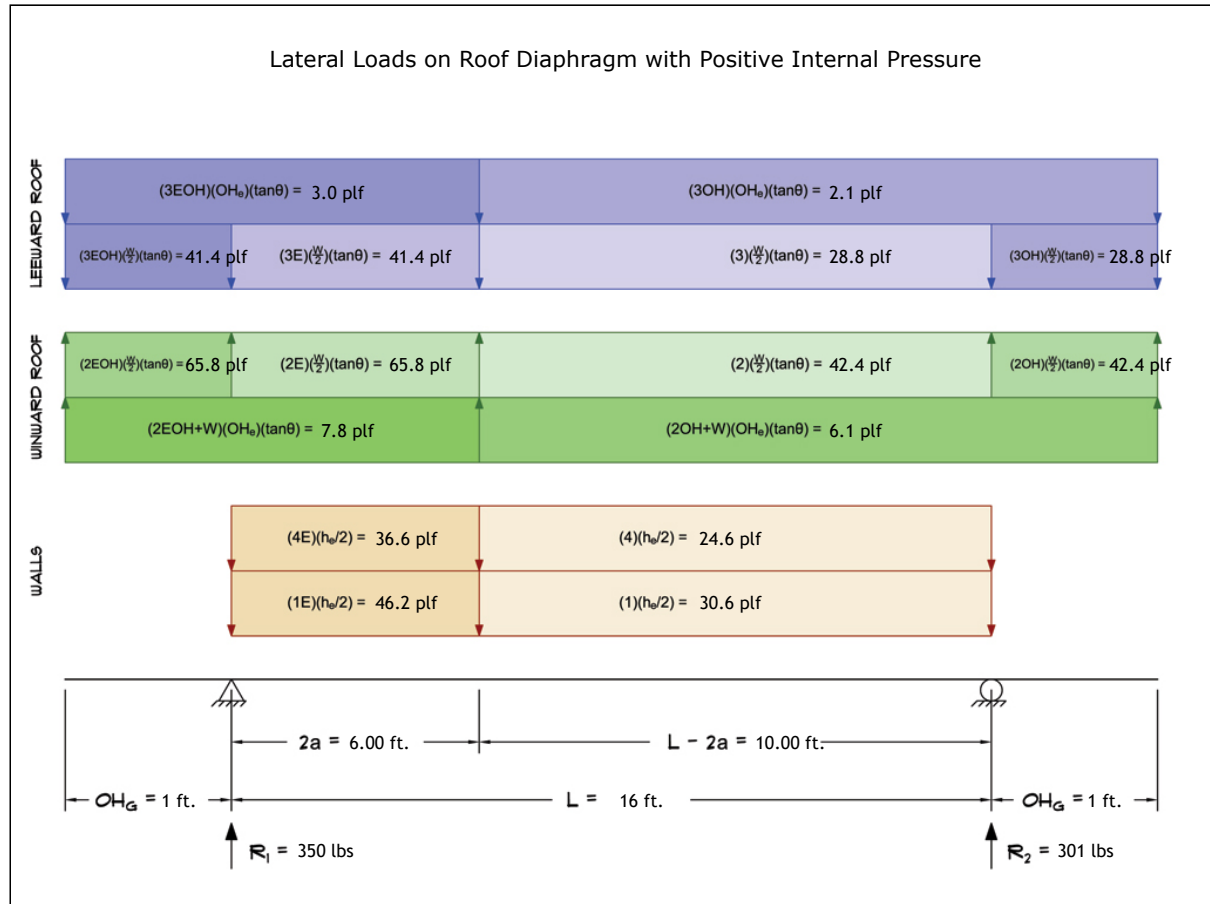 Lateral Loads on Roof Diaphragm with Positive Internal Pressure
LEEWARD ROOF
(3EOH)(OHₑ)(tanθ) = 3.0 plf
(3OH)(OHₑ)(tanθ) = 2.1 plf
(3EOH)(W/2)(tanθ) = 41.4 plf
(3E)(W/2)(tanθ) = 41.4 plf
(3)(W/2)(tanθ) = 28.8 plf
(3OH)(W/2)(tanθ) = 28.8 plf
WINWARD ROOF
(2EOH)(W/2)(tanθ) = 65.8 plf
(2E)(W/2)(tanθ) = 65.8 plf
(2)(W/2)(tanθ) = 42.4 plf
(2OH)(W/2)(tanθ) = 42.4 plf
(2EOH+W)(OHₑ)(tanθ) = 7.8 plf
(2OH+W)(OHₑ)(tanθ) = 6.1 plf
WALLS
(4E)(hₑ/2) = 36.6 plf
(4)(hₑ/2) = 24.6 plf
(1E)(hₑ/2) = 46.2 plf
(1)(hₑ/2) = 30.6 plf
2a = 6.00 ft.
L - 2a = 10.00 ft.
OH_G = 1 ft.
L = 16 ft.
OH_G = 1 ft.
R₁ = 350 lbs
R₂ = 301 lbs